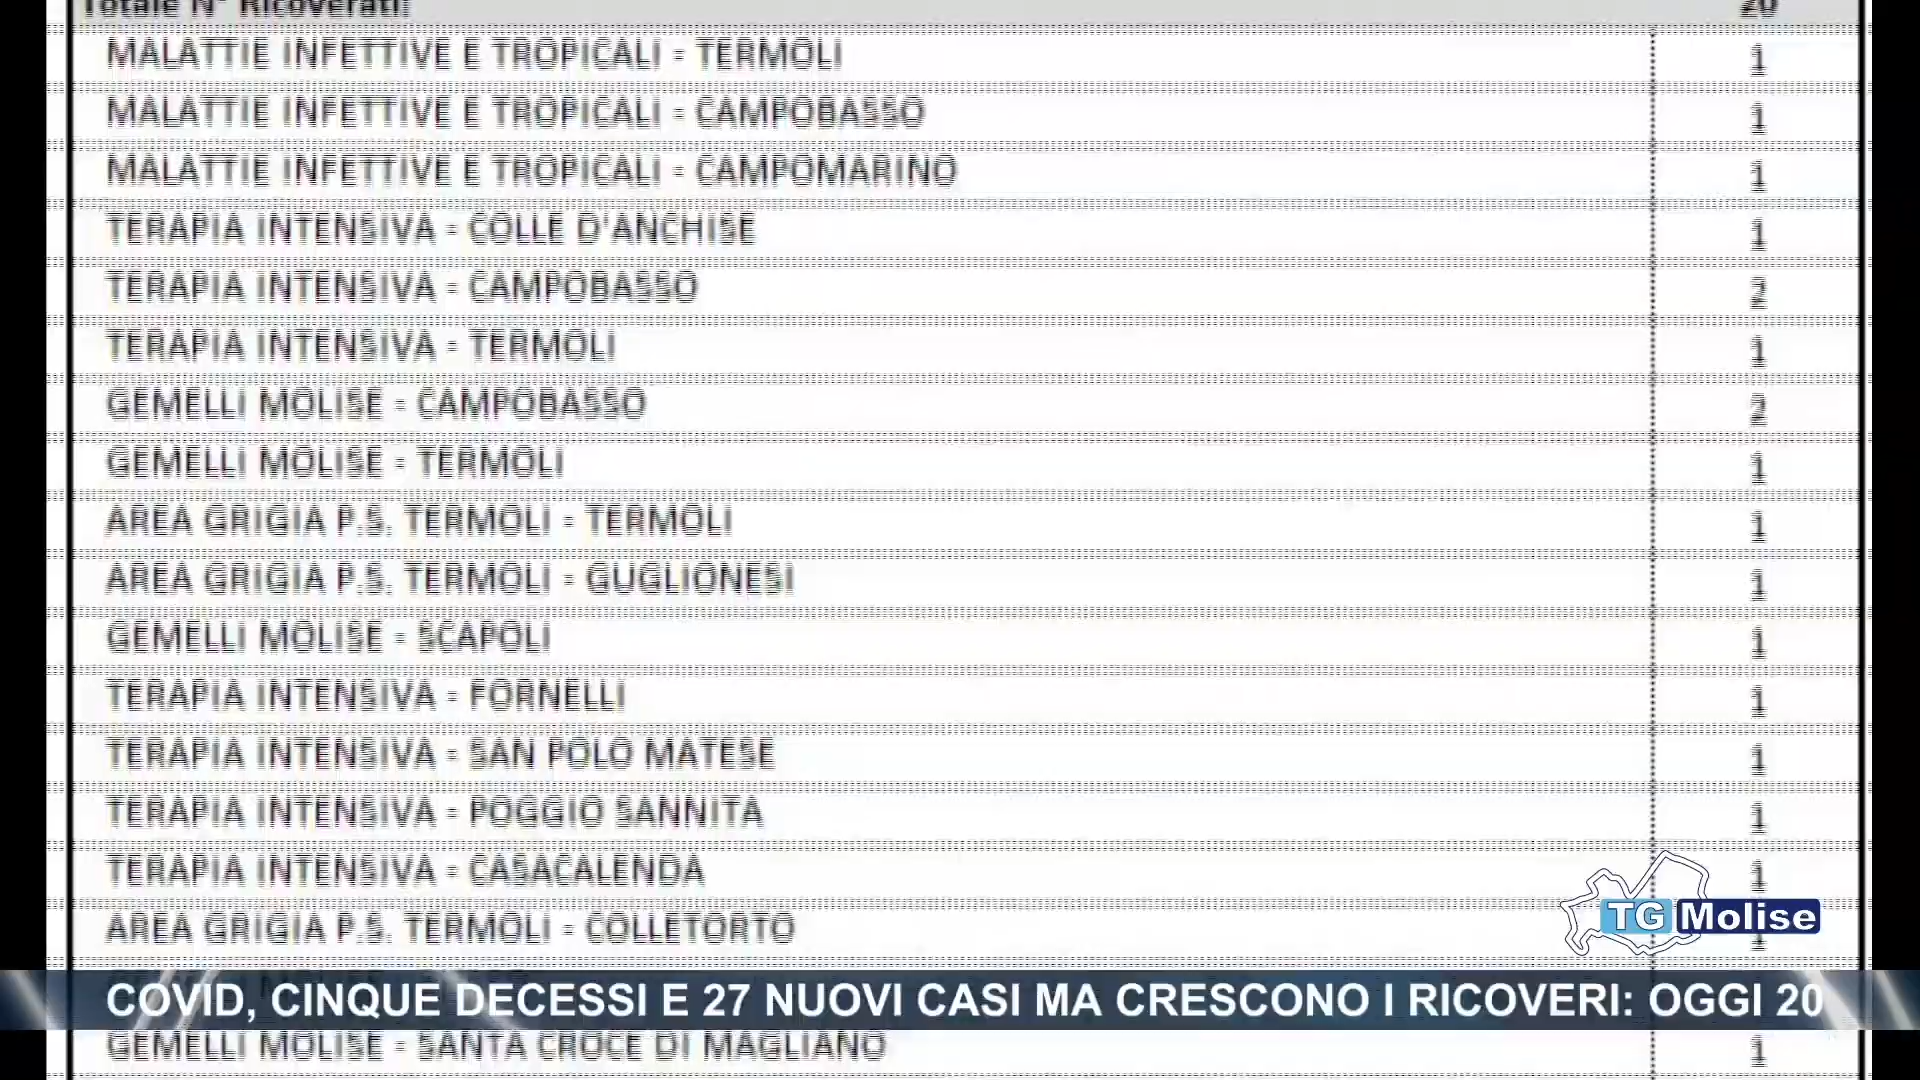 Totale N° Ricoverati: 20
MALATTIE INFETTIVE E TROPICALI - TERMOLI 1
MALATTIE INFETTIVE E TROPICALI - CAMPOBASSO 1
MALATTIE INFETTIVE E TROPICALI - CAMPOMARINO 1
TERAPIA INTENSIVA - COLLE D'ANCHISE 1
TERAPIA INTENSIVA - CAMPOBASSO 2
TERAPIA INTENSIVA - TERMOLI 1
GEMELLI MOLISE - CAMPOBASSO 2
GEMELLI MOLISE - TERMOLI 1
AREA GRIGIA P.S. TERMOLI - TERMOLI 1
AREA GRIGIA P.S. TERMOLI - GUGLIONESI 1
GEMELLI MOLISE - SCAPOLI 1
TERAPIA INTENSIVA - FORNELLI 1
TERAPIA INTENSIVA - SAN POLO MATESE 1
TERAPIA INTENSIVA - POGGIO SANNITA 1
TERAPIA INTENSIVA - CASACALENDA 1
AREA GRIGIA P.S. TERMOLI - COLLETORTO 1
TG Molise
COVID, CINQUE DECESSI E 27 NUOVI CASI MA CRESCONO I RICOVERI: OGGI 20
GEMELLI MOLISE - SANTA CROCE DI MAGLIANO 1